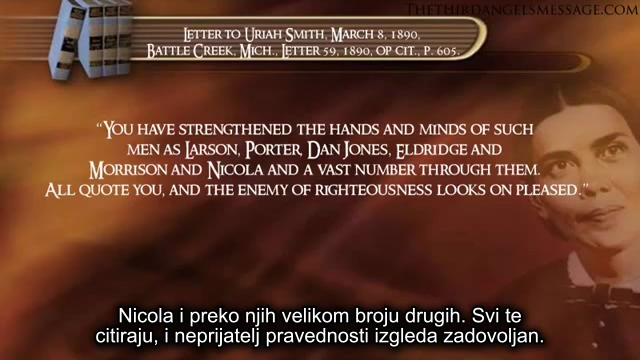 TheThirdAngelsMessage.com
Letter to Uriah Smith, March 8, 1890,
Battle Creek, Mich., Letter 59, 1890, op cit., p. 605.
"You have strengthened the hands and minds of such
men as Larson, Porter, Dan Jones, Eldridge and
Morrison and Nicola and a vast number through them.
All quote you, and the enemy of righteousness looks on pleased."
Nicola i preko njih velikom broju drugih. Svi te
citiraju, i neprijatelj pravednosti izgleda zadovoljan.